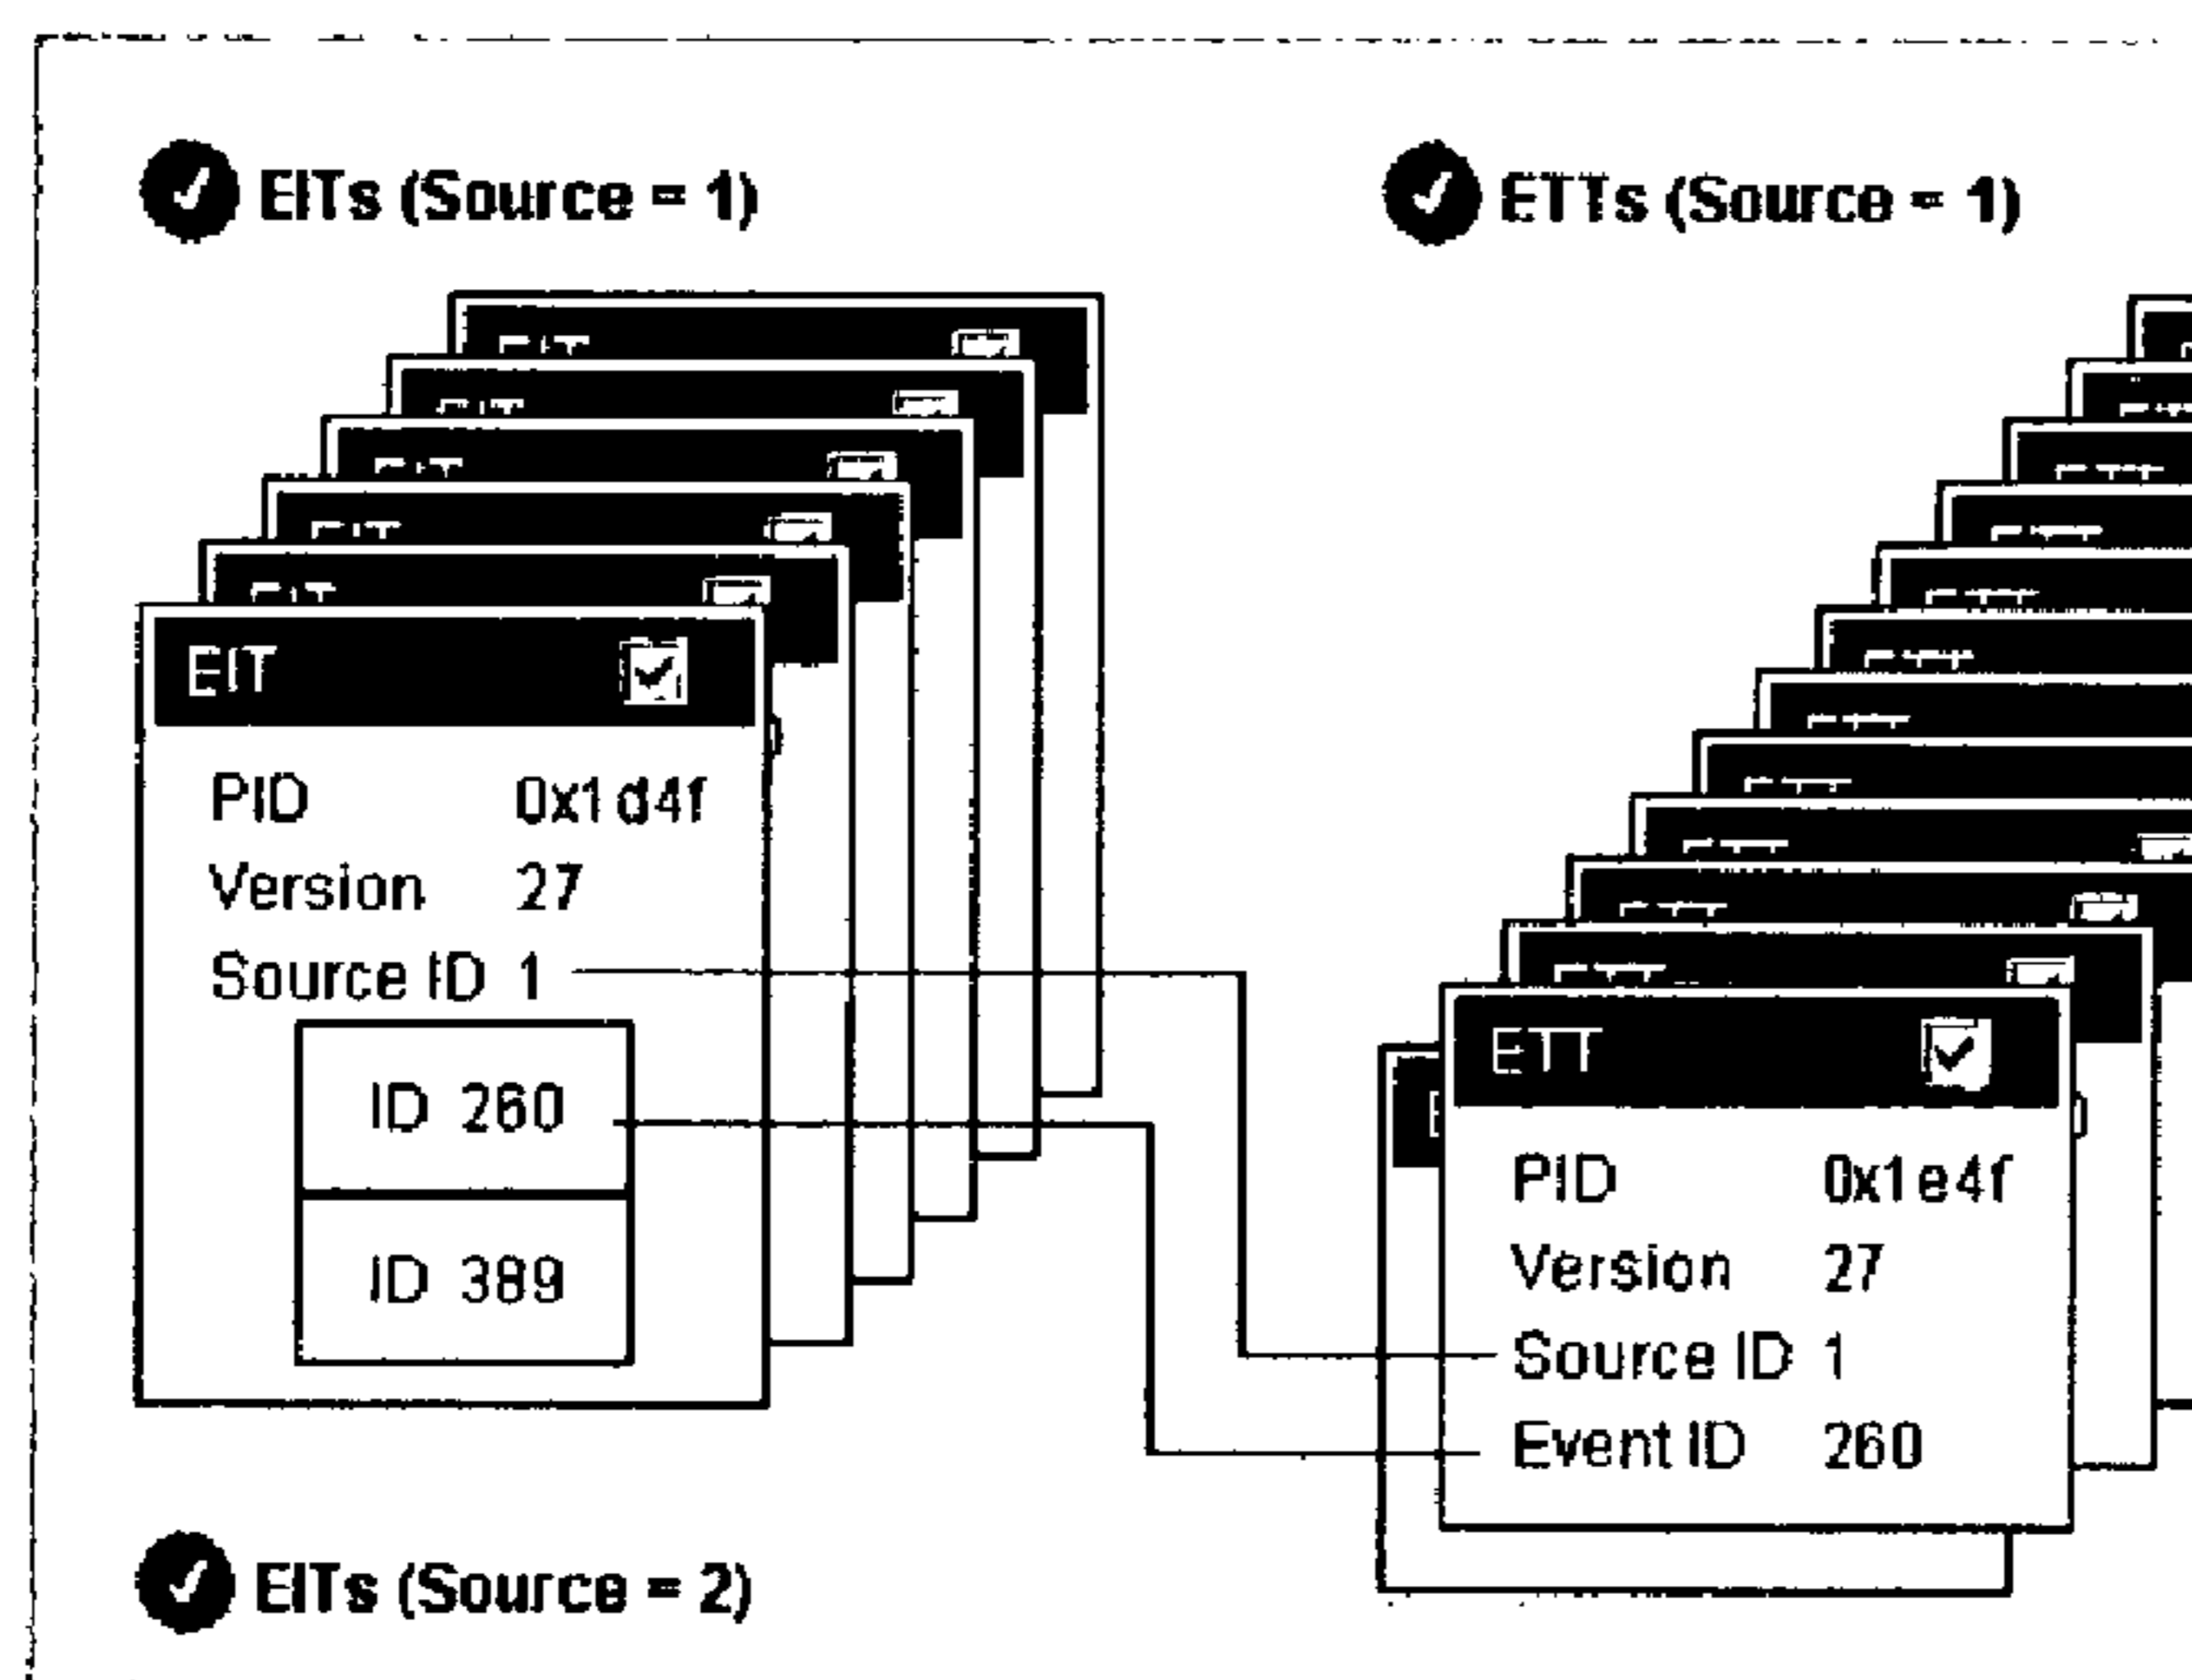 EITs (Source = 1)
ETTs (Source = 1)
EIT
PID 0x1d4f
Version 27
Source ID 1
ID 260
ID 389
ETT
PID 0x1e4f
Version 27
Source ID 1
Event ID 260
EITs (Source = 2)